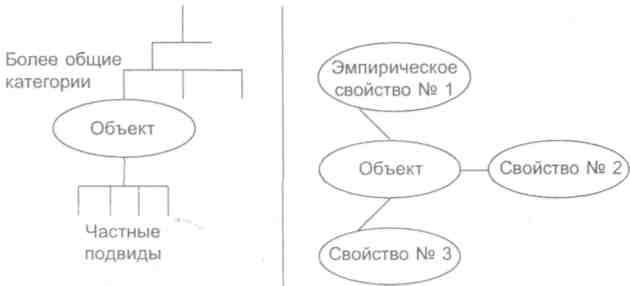 Более общие
категории
Объект
Частные
подвиды
Эмпирическое
свойство № 1
Объект
Свойство № 2
Свойство № 3